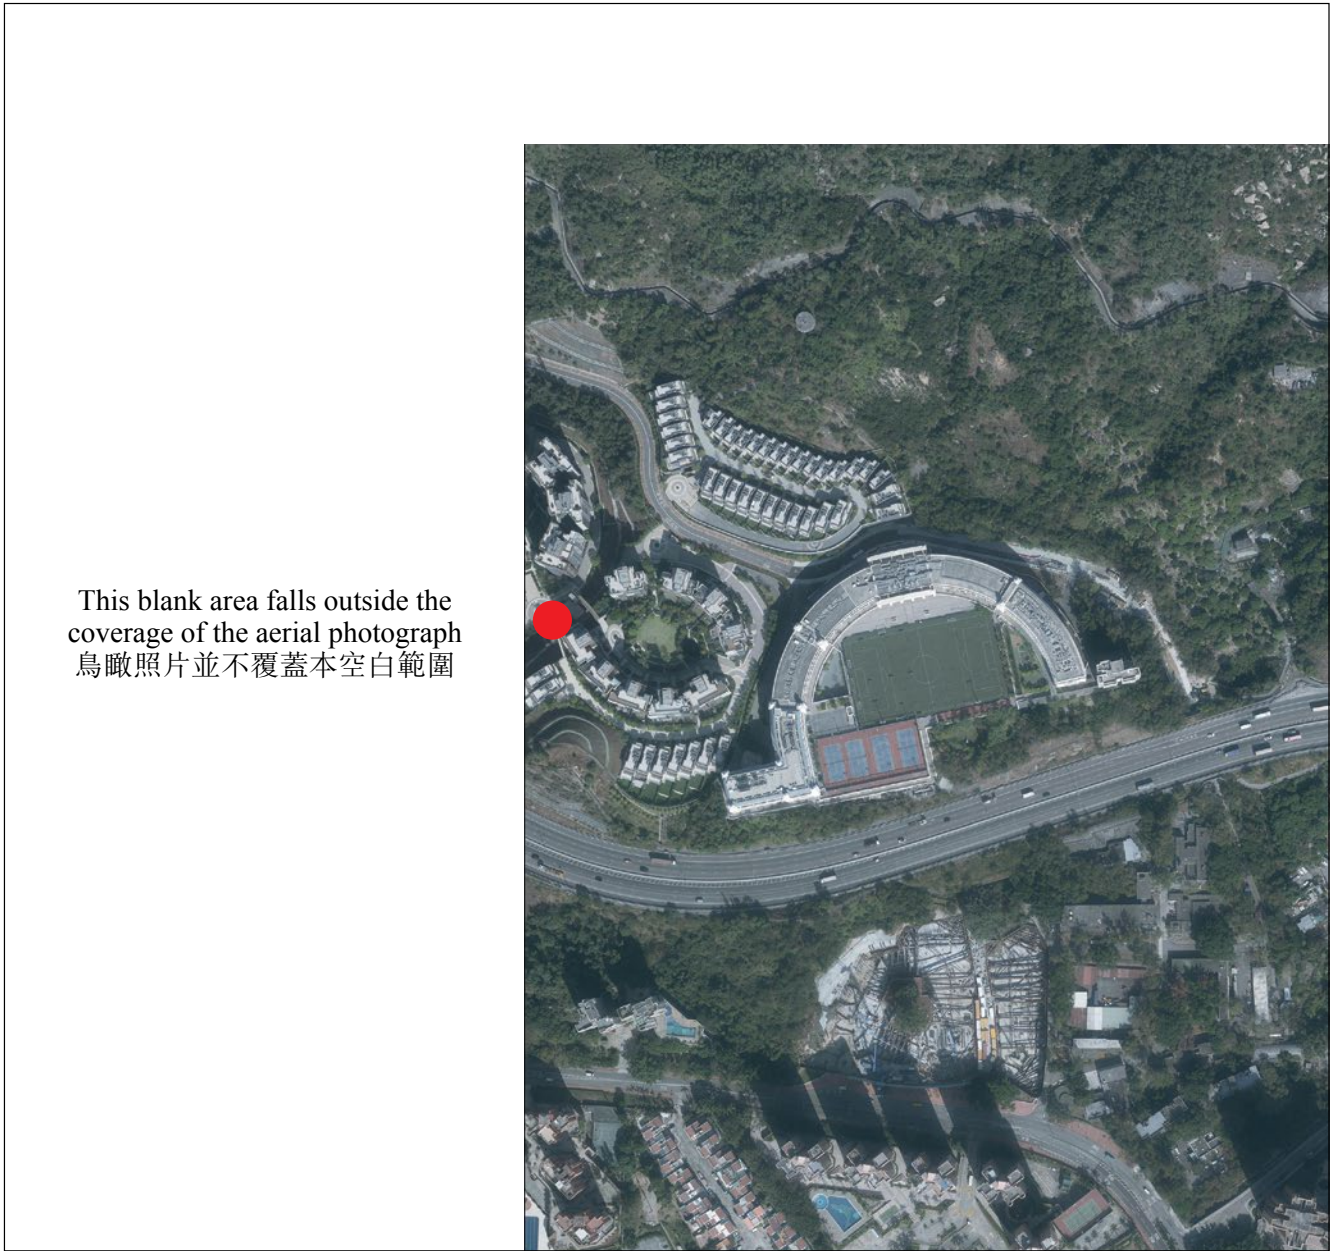 This blank area falls outside the
coverage of the aerial photograph
鳥瞰照片並不覆蓋本空白範圍